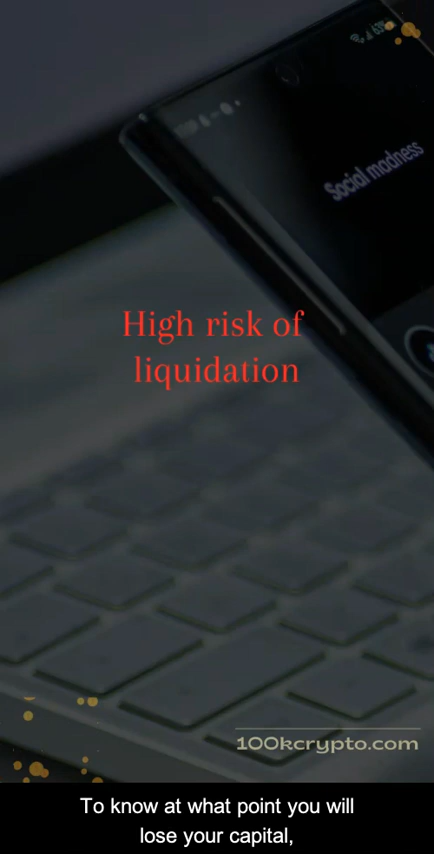 Social madness
High risk of
liquidation
100kcrypto.com
To know at what point you will
lose your capital,